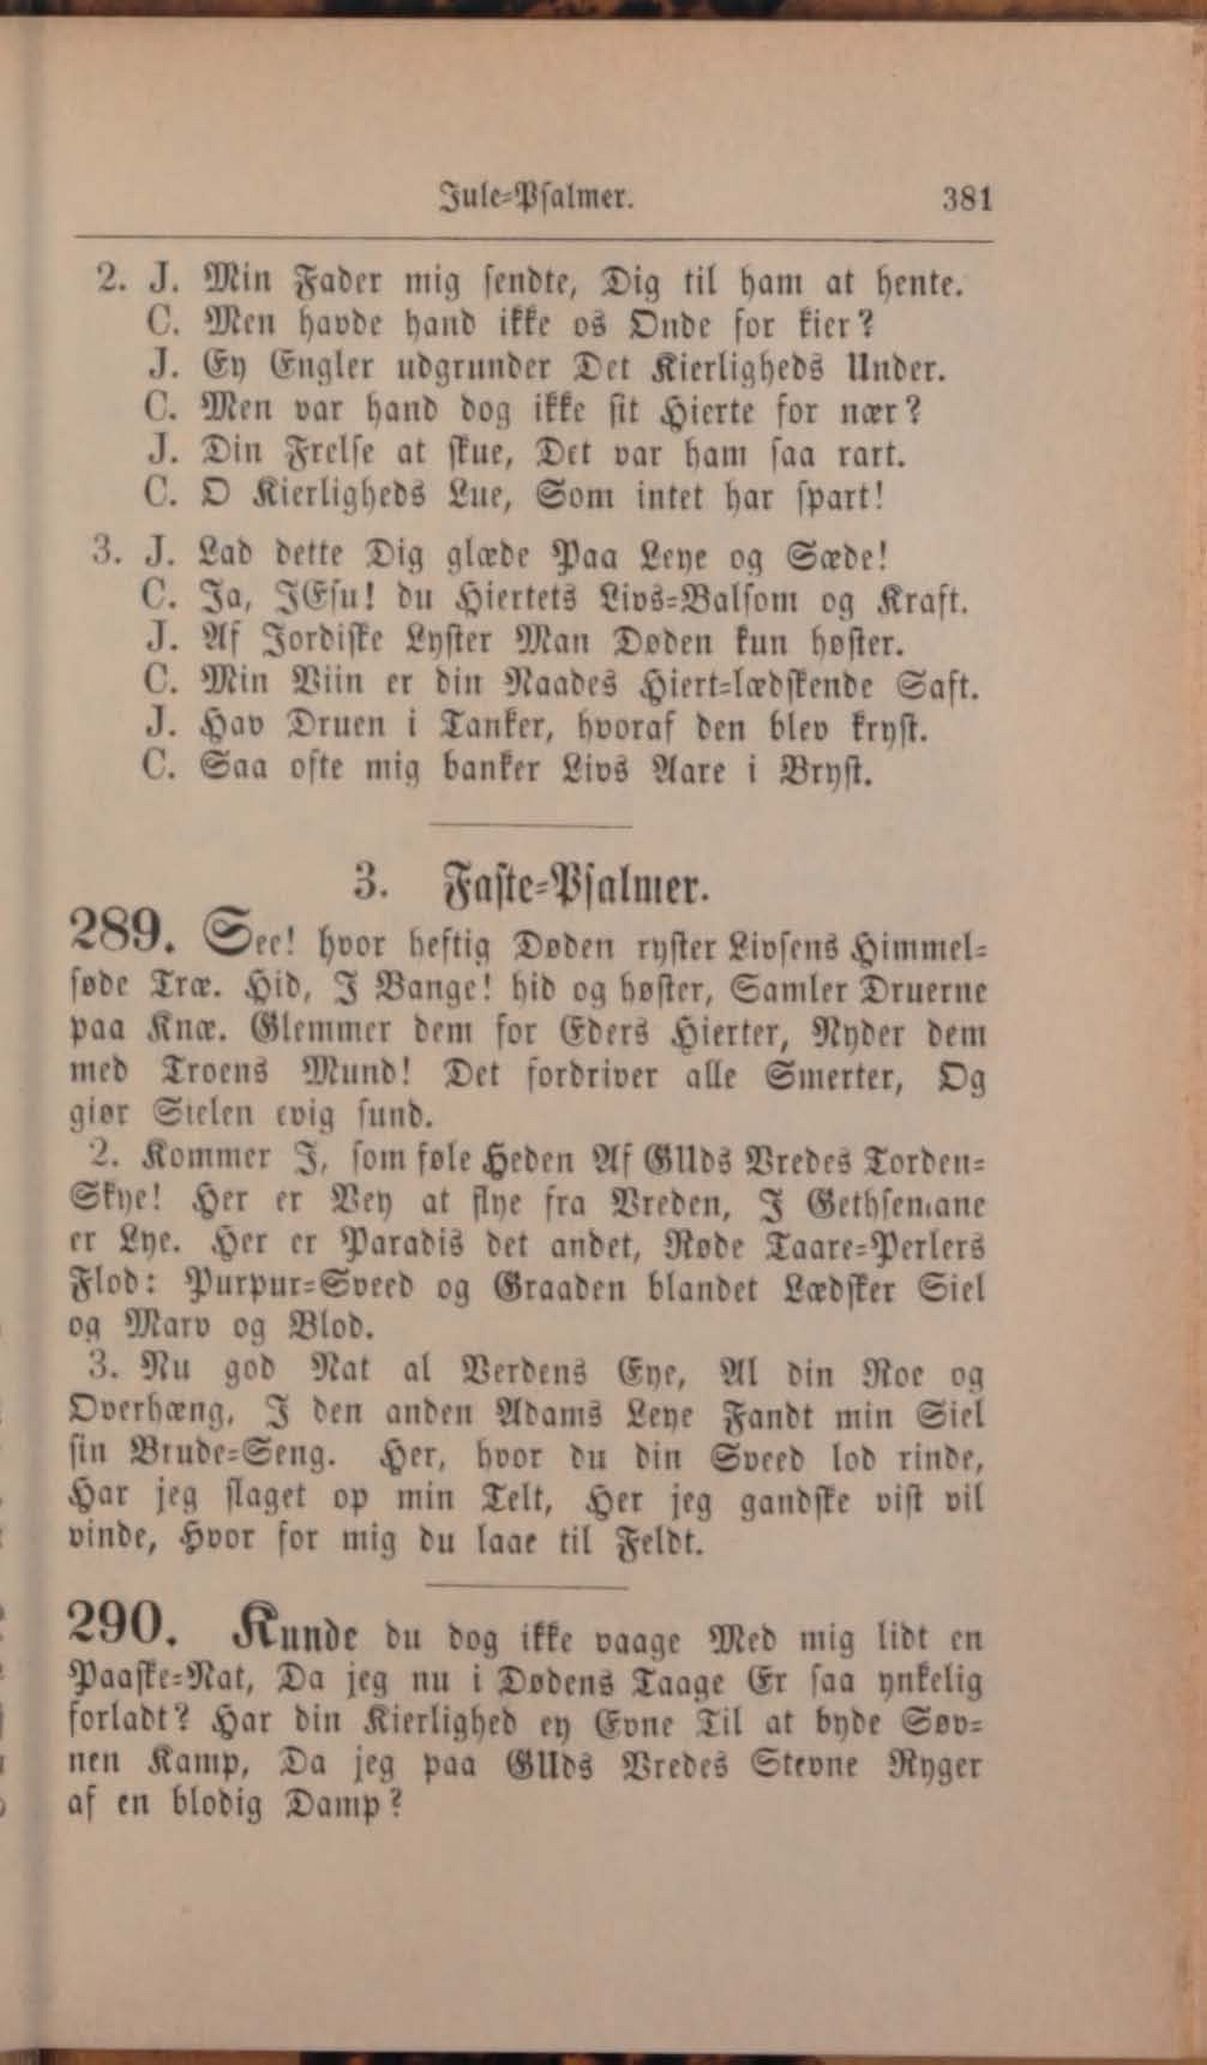 Jule-Psalmer. 381
2. J. Min Fader mig sendte, Dig til ham at hente.
C. Men havde hand ikke os Onde for kier?
J. Ey Engler udgrunder Det Kierligheds Under.
C. Men var hand dog ikke sit Hierte for nær?
J. Din Frelse at skue, Det var ham saa rart.
C. O Kierligheds Lue, Som intet har spart!
3. J. Lad dette Dig glæde Paa Leye og Sæde!
C. Ja, JEsu! du Hiertets Livs-Balsom og Kraft.
J. Af Jordiske Lyster Man Døden kun høster.
C. Min Viin er din Naades Hiert-lædskende Saft.
J. Hav Druen i Tanker, hvoraf den blev kryst.
C. Saa ofte mig banker Livs Aare i Bryst.
3. Faste-Psalmer.
289. See! hvor heftig Døden ryster Livsens Himmel-
søde Træ. Hid, I Bange! hid og høster, Samler Druerne
paa Knæ. Glemmer dem for Eders Hierter, Nyder dem
med Troens Mund! Det fordriver alle Smerter, Og
giør Sielen evig sund.
2. Kommer I, som føle Heden Af GUds Vredes Torden-
Skye! Her er Vey at flye fra Vreden, I Gethsemane
er Lye. Her er Paradis det andet, Røde Taare-Perlers
Flod: Purpur-Sveed og Graaden blandet Lædsker Siel
og Marv og Blod.
3. Nu god Nat al Verdens Eye, Al din Roe og
Overhæng, I den anden Adams Leye Fandt min Siel
sin Brude-Seng. Her, hvor du din Sveed lod rinde,
Har jeg slaget op min Telt, Her jeg gandske vist vil
vinde, Hvor for mig du laae til Feldt.
290. Kunde du dog ikke vaage Med mig lidt en
Paaske-Nat, Da jeg nu i Dødens Taage Er saa ynkelig
forladt? Har din Kierlighed ey Evne Til at byde Søv-
nen Kamp, Da jeg paa GUds Vredes Stevne Ryger
af en blodig Damp?